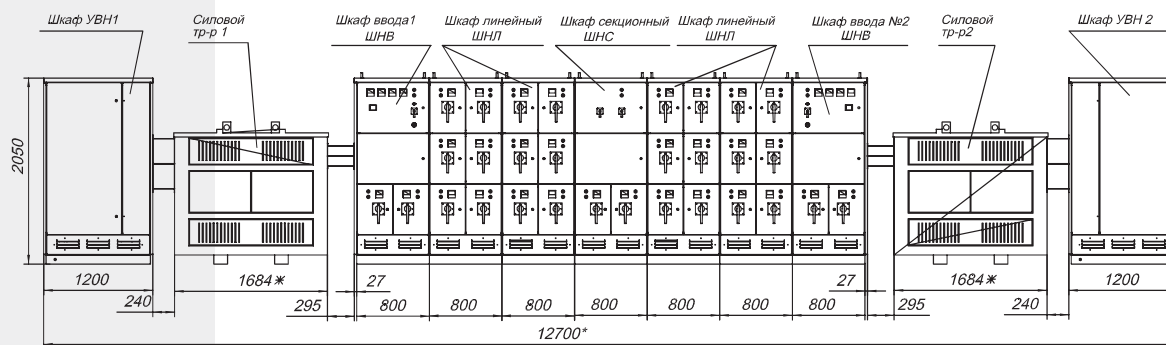 Шкаф УВН1
Силовой
тр-р 1
Шкаф ввода1
ШНВ
Шкаф линейный
ШНЛ
Шкаф секционный
ШНС
Шкаф линейный
ШНЛ
Шкаф ввода №2
ШНВ
Силовой
тр-р2
Шкаф УВН 2
2050
1200
240
1684*
295
27
800
800
800
800
800
800
800
27
295
1684*
240
1200
12700*